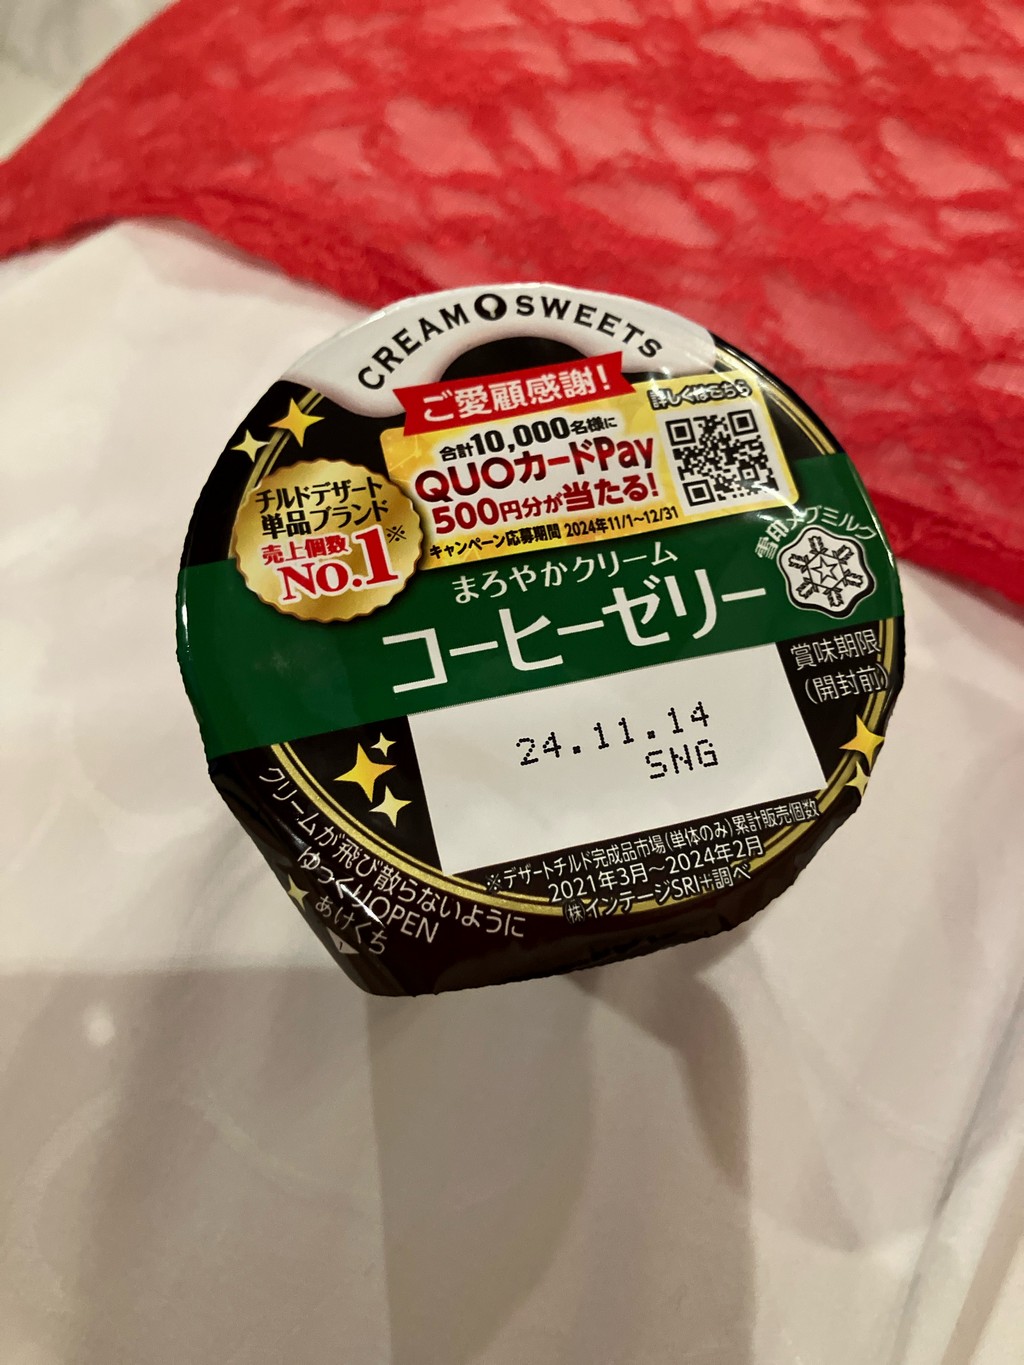 CREAM SWEETS
ご愛顧感謝!
詳しくはこちら
合計10,000名様に
QUOカードPay
500円分が当たる!
キャンペーン応募期間 2024年11/1~12/31
チルドデザート
単品ブランド※
売上個数
NO.1
雪印メグミルク
まろやかクリーム
コーヒーゼリー
賞味期限
(開封前)
24.11.14
SNG
※デザートチルド完成品市場(単体のみ)累計販売個数
2021年3月~2024年2月
㈱インテージSRI+調べ
クリームが飛び散らないように
ゆっくりOPEN
あけくち